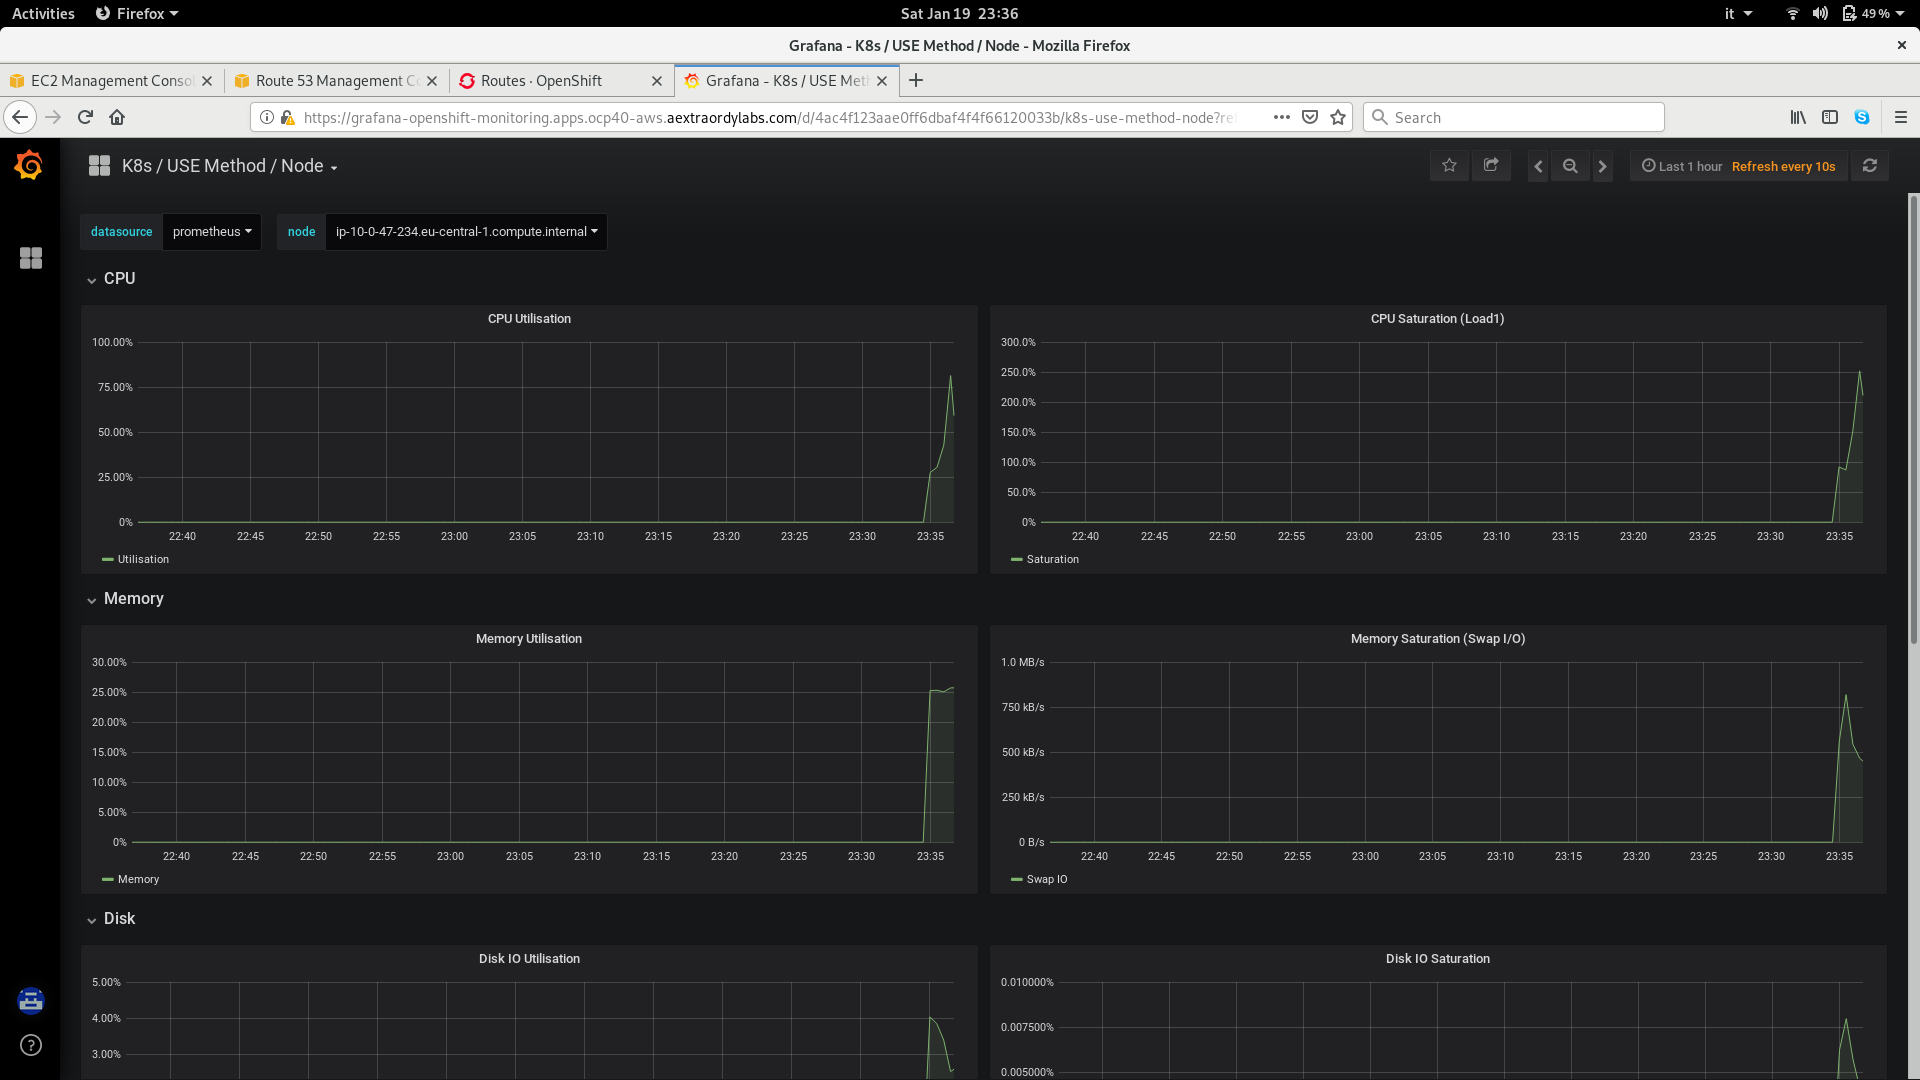 Activities Firefox Sat Jan 19 23:36 it 49 %
Grafana - K8s / USE Method / Node - Mozilla Firefox
EC2 Management Consol Route 53 Management Co Routes · OpenShift Grafana - K8s / USE Meth
https://grafana-openshift-monitoring.apps.ocp40-aws.aextraordylabs.com/d/4ac4f123aae0ff6dbaf4f4f66120033b/k8s-use-method-node?re Search
K8s / USE Method / Node Last 1 hour Refresh every 10s
datasource prometheus node ip-10-0-47-234.eu-central-1.compute.internal
CPU
CPU Utilisation
100.00%
75.00%
50.00%
25.00%
0%
22:40 22:45 22:50 22:55 23:00 23:05 23:10 23:15 23:20 23:25 23:30 23:35
Utilisation
CPU Saturation (Load1)
300.0%
250.0%
200.0%
150.0%
100.0%
50.0%
0%
22:40 22:45 22:50 22:55 23:00 23:05 23:10 23:15 23:20 23:25 23:30 23:35
Saturation
Memory
Memory Utilisation
30.00%
25.00%
20.00%
15.00%
10.00%
5.00%
0%
22:40 22:45 22:50 22:55 23:00 23:05 23:10 23:15 23:20 23:25 23:30 23:35
Memory
Memory Saturation (Swap I/O)
1.0 MB/s
750 kB/s
500 kB/s
250 kB/s
0 B/s
22:40 22:45 22:50 22:55 23:00 23:05 23:10 23:15 23:20 23:25 23:30 23:35
Swap IO
Disk
Disk IO Utilisation
5.00%
4.00%
3.00%
Disk IO Saturation
0.010000%
0.007500%
0.005000%